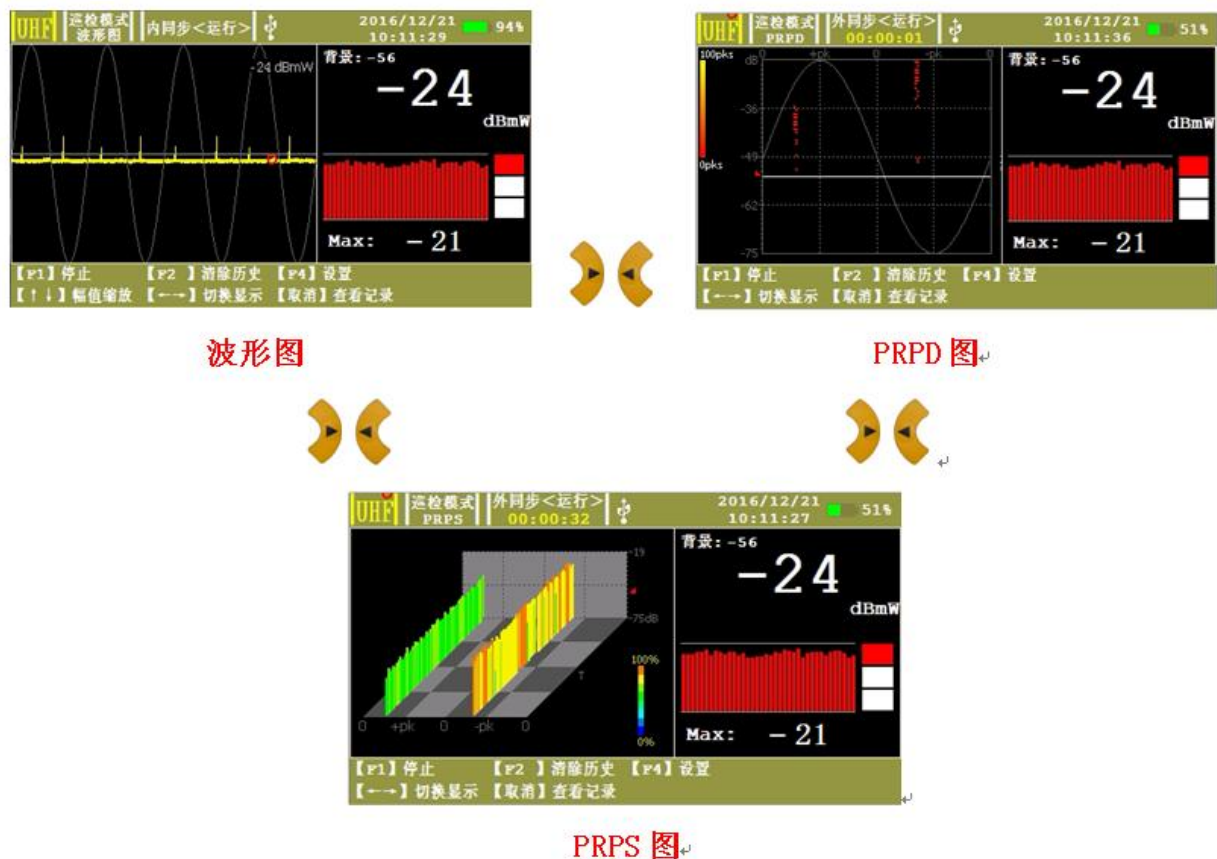 UHF 巡检模式 波形图 内同步<运行> 2016/12/21 10:11:29 94%
-24 dBmW
背景:-56
-24
dBmW
Max: -21
【F1】停止 【F2 】清除历史 【F4】设置
【↑↓】幅值缩放 【←→】切换显示 【取消】查看记录
波形图
UHF 巡检模式 PRPD 外同步<运行> 00:00:01 2016/12/21 10:11:36 51%
100pks
0pks
0 +pk 0 -pk 0
dB
-36
-49
-62
-75
背景:-56
-24
dBmW
Max: -21
【F1】停止 【F2 】清除历史 【F4】设置
【←→】切换显示 【取消】查看记录
PRPD 图
UHF 巡检模式 PRPS 外同步<运行> 00:00:32 2016/12/21 10:11:27 51%
-19
-75dB
100%
0%
T
0 +pk 0 -pk 0
背景:-56
-24
dBmW
Max: -21
【F1】停止 【F2 】清除历史 【F4】设置
【←→】切换显示 【取消】查看记录
PRPS 图